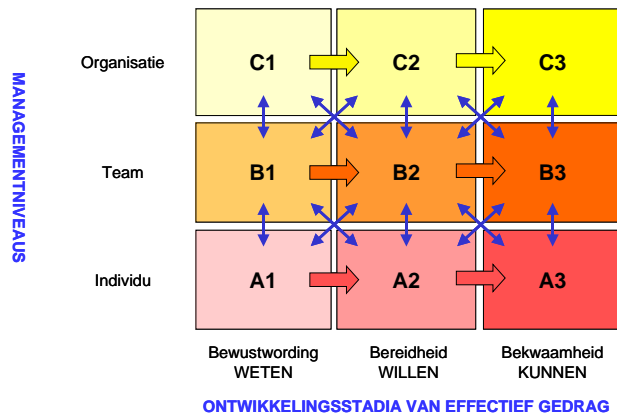 MANAGEMENTNIVEAUS
Organisatie
C1
C2
C3
Team
B1
B2
B3
Individu
A1
A2
A3
Bewustwording
WETEN
Bereidheid
WILLEN
Bekwaamheid
KUNNEN
ONTWIKKELINGSSTADIA VAN EFFECTIEF GEDRAG